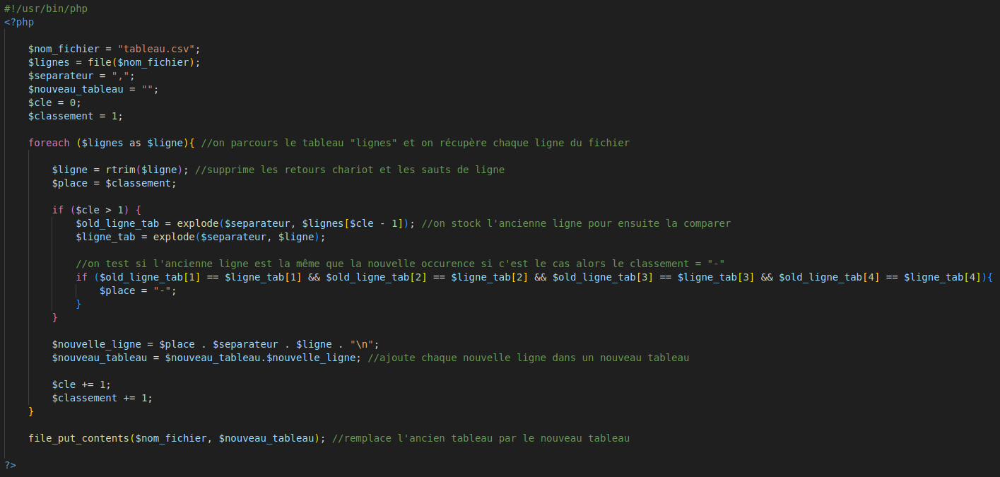 #!/usr/bin/php
<?php
$nom_fichier = "tableau.csv";
$lignes = file($nom_fichier);
$separateur = ",";
$nouveau_tableau = "";
$cle = 0;
$classement = 1;
foreach ($lignes as $ligne){ //on parcours le tableau "lignes" et on récupère chaque ligne du fichier
$ligne = rtrim($ligne); //supprime les retours chariot et les sauts de ligne
$place = $classement;
if ($cle > 1) {
$old_ligne_tab = explode($separateur, $lignes[$cle - 1]); //on stock l'ancienne ligne pour ensuite la comparer
$ligne_tab = explode($separateur, $ligne);
//on test si l'ancienne ligne est la même que la nouvelle occurence si c'est le cas alors le classement = "-"
if ($old_ligne_tab[1] == $ligne_tab[1] && $old_ligne_tab[2] == $ligne_tab[2] && $old_ligne_tab[3] == $ligne_tab[3] && $old_ligne_tab[4] == $ligne_tab[4]){
$place = "-";
}
}
$nouvelle_ligne = $place . $separateur . $ligne . "\n";
$nouveau_tableau = $nouveau_tableau.$nouvelle_ligne; //ajoute chaque nouvelle ligne dans un nouveau tableau
$cle += 1;
$classement += 1;
}
file_put_contents($nom_fichier, $nouveau_tableau); //remplace l'ancien tableau par le nouveau tableau
?>